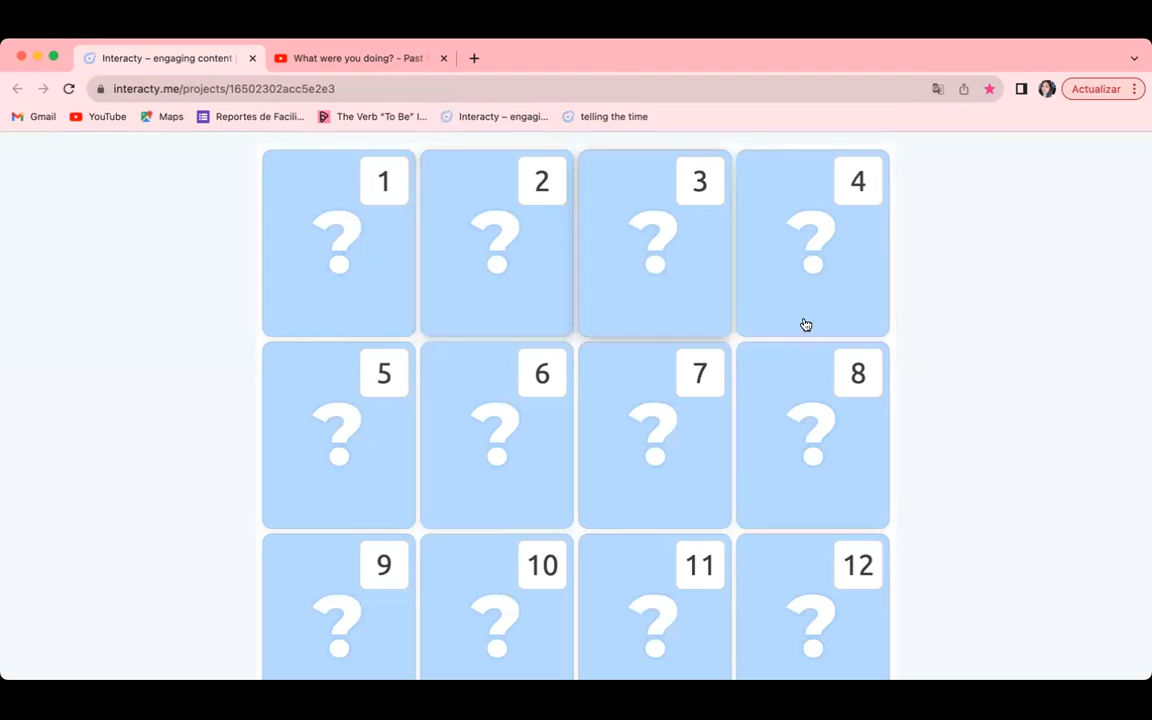 Interacty – engaging content
What were you doing? - Past
interacty.me/projects/16502302acc5e2e3
Actualizar
Gmail
YouTube
Maps
Reportes de Facili...
The Verb "To Be" I...
Interacty – engagi...
telling the time
1
?
2
?
3
?
4
?
5
?
6
?
7
?
8
?
9
?
10
?
11
?
12
?